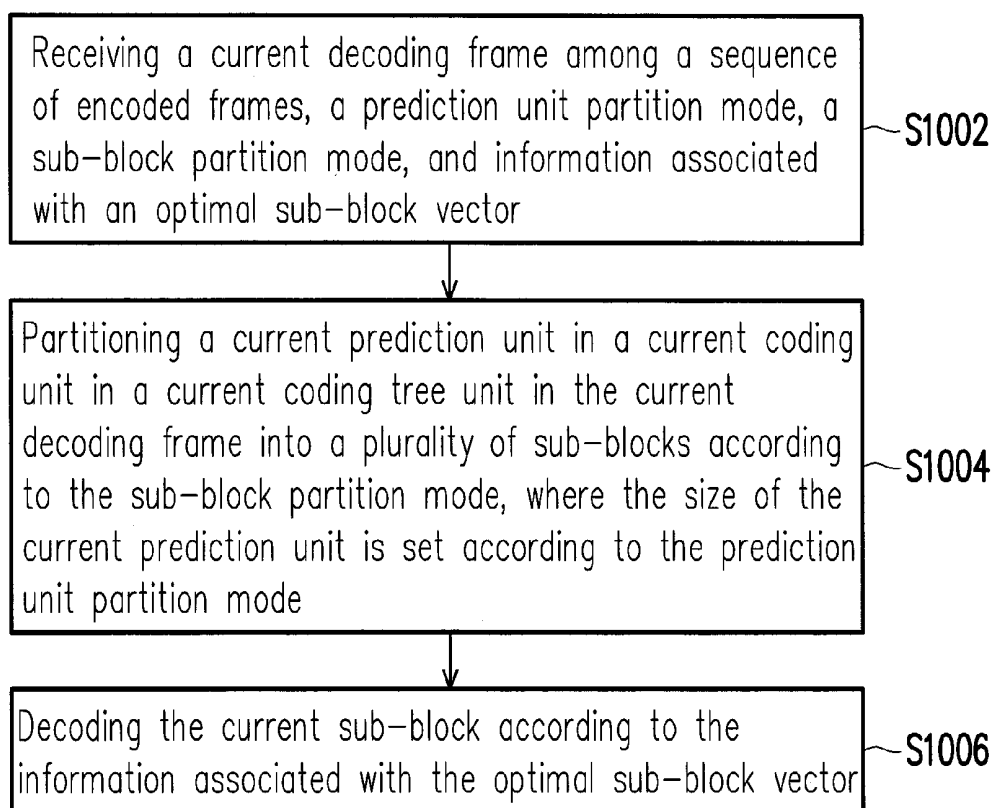 Receiving a current decoding frame among a sequence
of encoded frames, a prediction unit partition mode, a
sub-block partition mode, and information associated
with an optimal sub-block vector
S1002
Partitioning a current prediction unit in a current coding
unit in a current coding tree unit in the current
decoding frame into a plurality of sub-blocks according
to the sub-block partition mode, where the size of the
current prediction unit is set according to the prediction
unit partition mode
S1004
Decoding the current sub-block according to the
information associated with the optimal sub-block vector
S1006